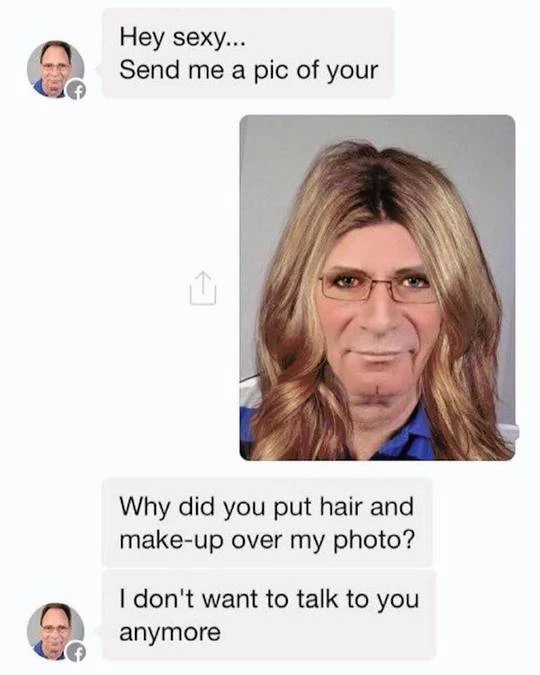 Hey sexy...
Send me a pic of your
Why did you put hair and
make-up over my photo?
I don't want to talk to you
anymore